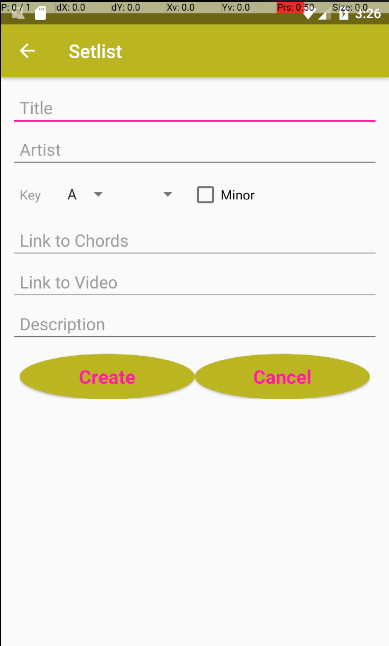 P: 0 / 1 dX: 0.0 dY: 0.0 Xv: 0.0 Yv: 0.0 Prs: 0.50 Size: 0.0
3:26
Setlist
Title
Artist
Key A Minor
Link to Chords
Link to Video
Description
Create Cancel